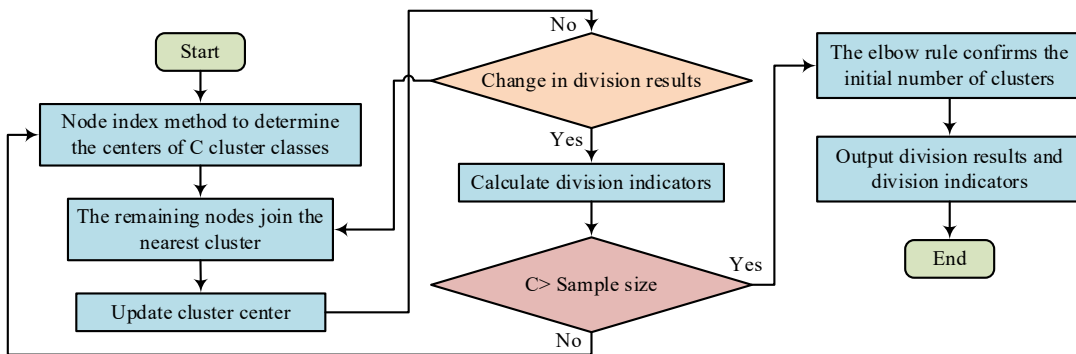 Start
Node index method to determine
the centers of C cluster classes
The remaining nodes join the
nearest cluster
Update cluster center
No
Change in division results
Yes
Calculate division indicators
C> Sample size
Yes
No
The elbow rule confirms the
initial number of clusters
Output division results and
division indicators
End